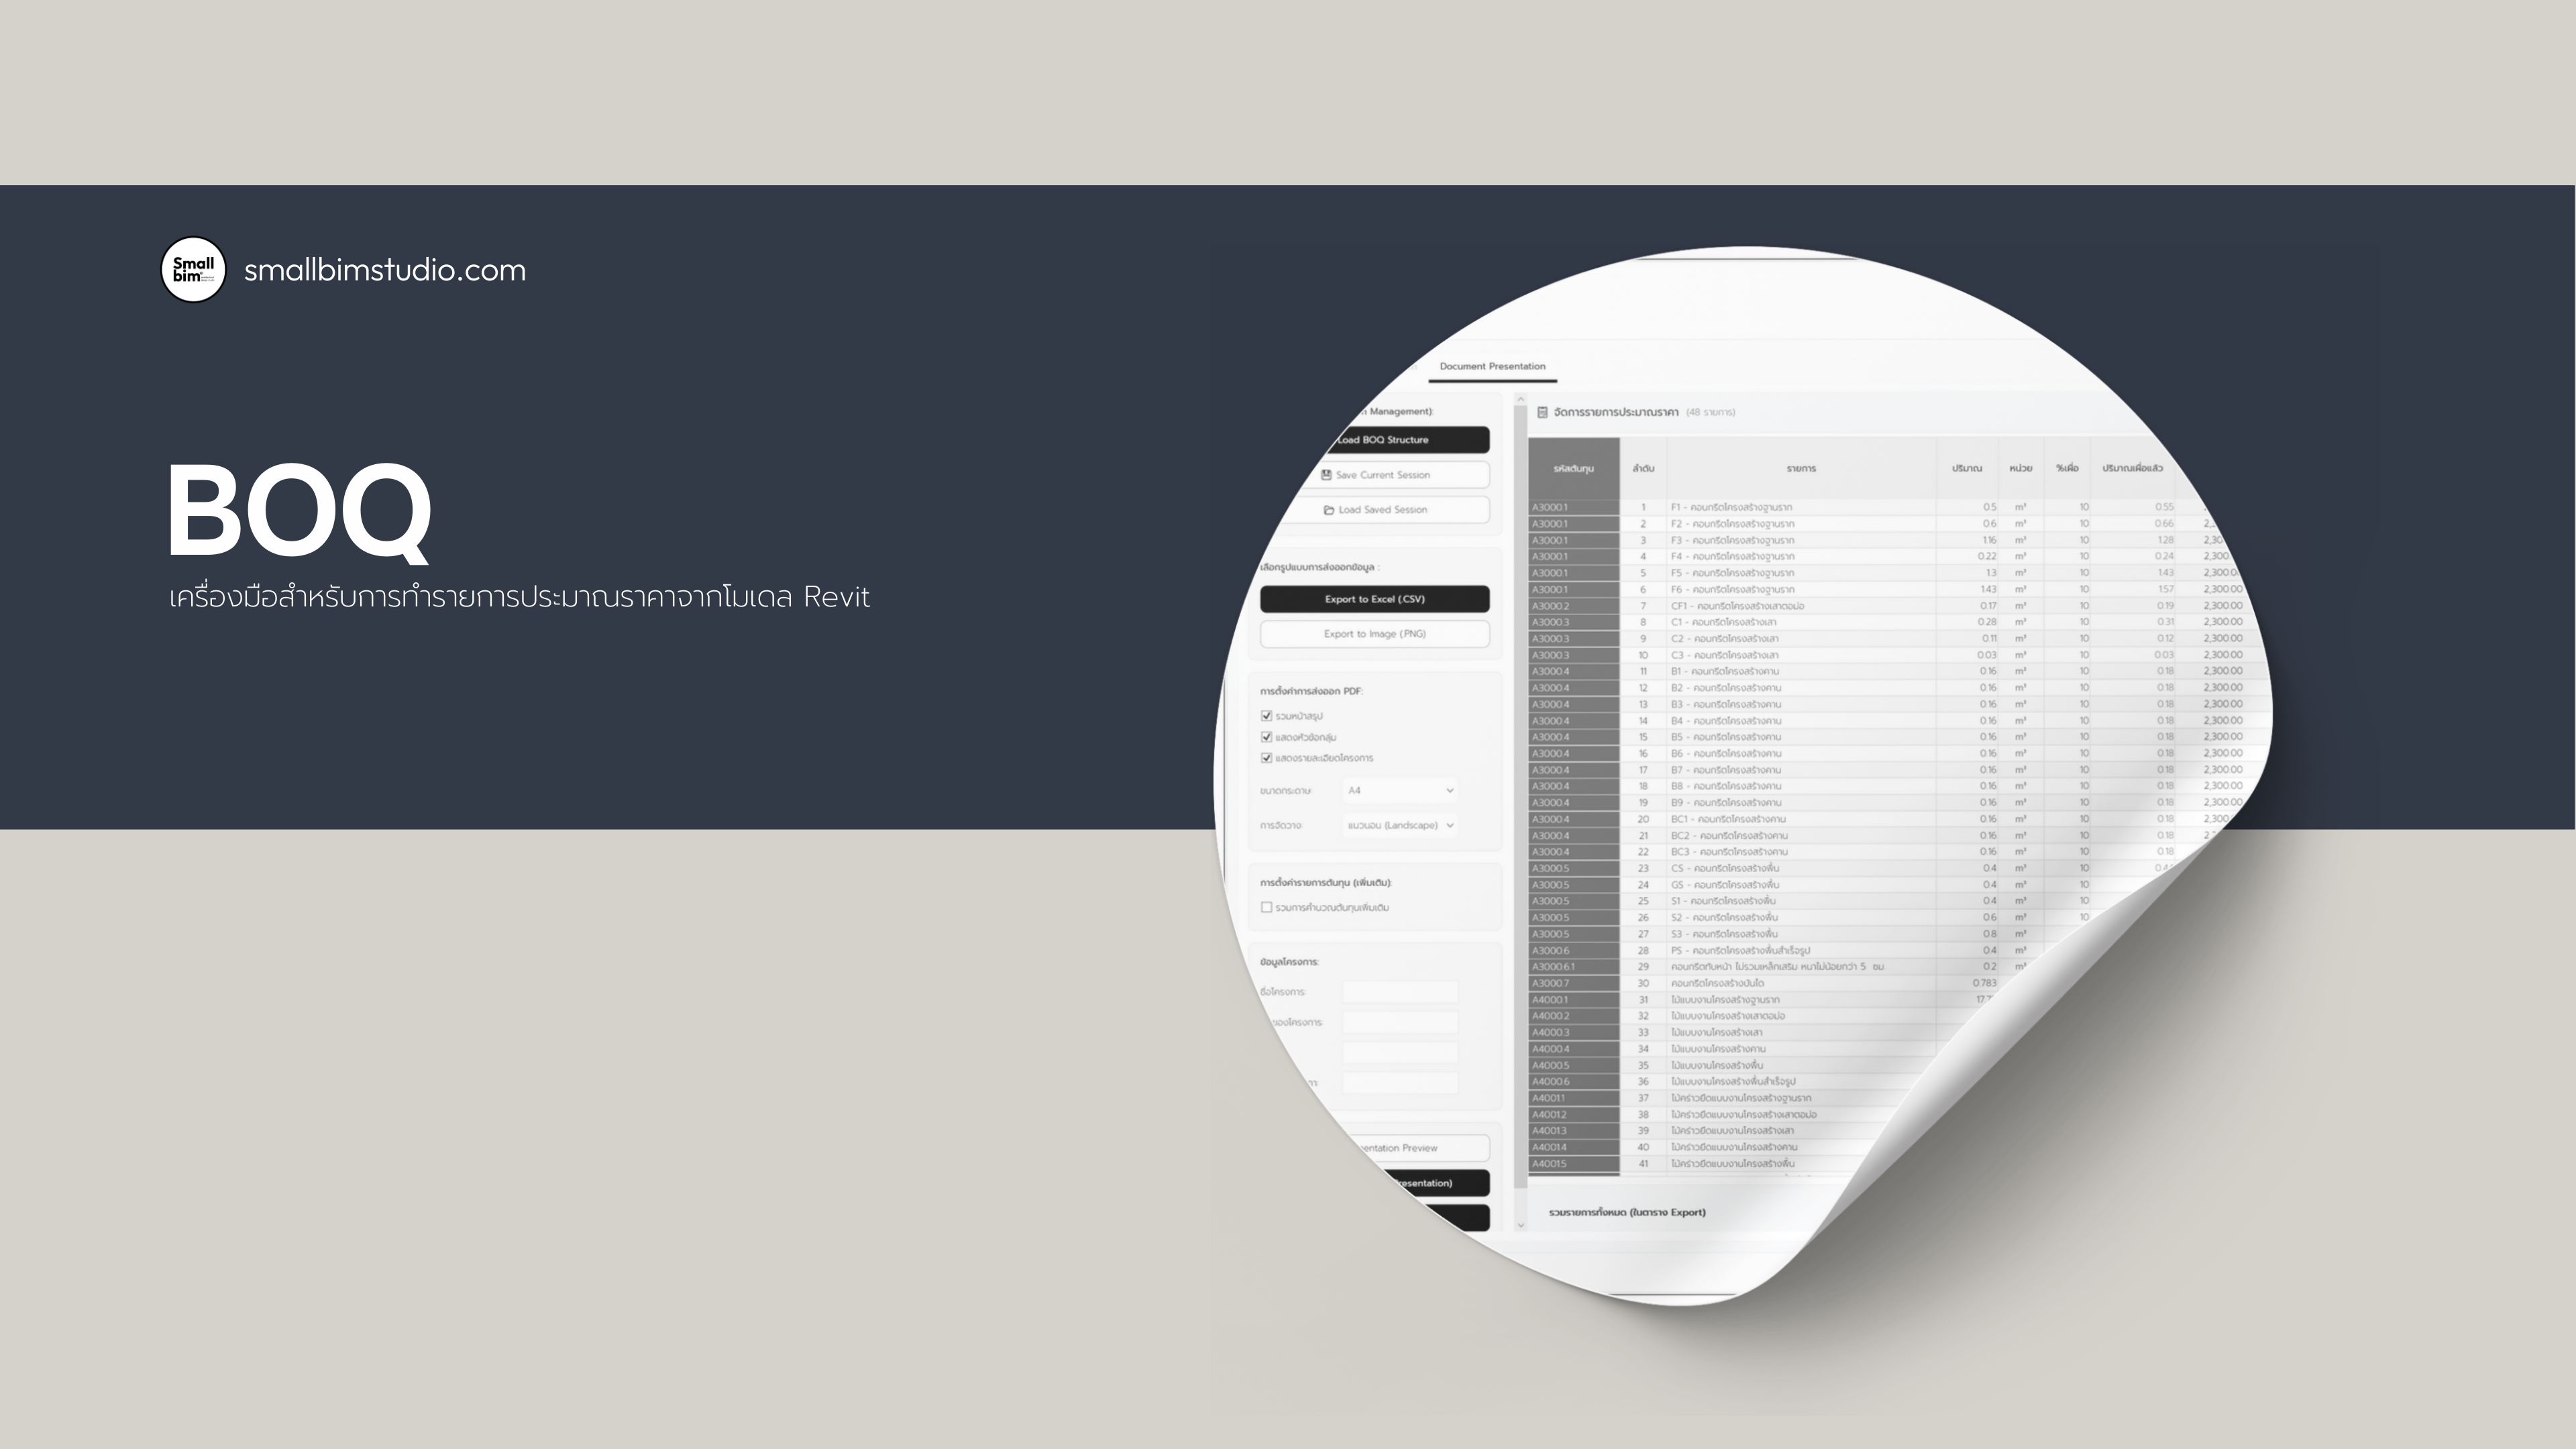 Small
bim
smallbimstudio.com
BOQ
เครื่องมือสำหรับการทำรายการประมาณราคาจากโมเดล Revit
Document Presentation
Management):
Load BOQ Structure
Save Current Session
Load Saved Session
เลือกรูปแบบการส่งออกข้อมูล :
Export to Excel (.CSV)
Export to Image (.PNG)
การตั้งค่าการส่งออก PDF:
รวมหน้าสรุป
แสดงหัวข้อกลุ่ม
แสดงรายละเอียดโครงการ
ขนาดกระดาษ: A4
การจัดวาง: แนวนอน (Landscape)
การตั้งค่ารายการต้นทุน (เพิ่มเติม):
รวมการคำนวณต้นทุนเพิ่มเติม
ข้อมูลโครงการ:
ชื่อโครงการ:
Preview
จัดการรายการประมาณราคา (48 รายการ)
รหัสต้นทุน ลำดับ รายการ ปริมาณ หน่วย %เผื่อ ปริมาณเผื่อแล้ว
A3000.1 1 F1 - คอนกรีตโครงสร้างฐานราก 0.5 m³ 10 0.55
A3000.1 2 F2 - คอนกรีตโครงสร้างฐานราก 0.6 m³ 10 0.66
A3000.1 3 F3 - คอนกรีตโครงสร้างฐานราก 1.16 m³ 10 1.28
A3000.1 4 F4 - คอนกรีตโครงสร้างฐานราก 0.22 m³ 10 0.24 2,300
A3000.1 5 F5 - คอนกรีตโครงสร้างฐานราก 1.3 m³ 10 1.43 2,300.0
A3000.1 6 F6 - คอนกรีตโครงสร้างฐานราก 1.43 m³ 10 1.57 2,300.00
A3000.2 7 CF1 - คอนกรีตโครงสร้างเสาตอม่อ 0.17 m³ 10 0.19 2,300.00
A3000.3 8 C1 - คอนกรีตโครงสร้างเสา 0.28 m³ 10 0.31 2,300.00
A3000.3 9 C2 - คอนกรีตโครงสร้างเสา 0.11 m³ 10 0.12 2,300.00
A3000.3 10 C3 - คอนกรีตโครงสร้างเสา 0.03 m³ 10 0.03 2,300.00
A3000.4 11 B1 - คอนกรีตโครงสร้างคาน 0.16 m³ 10 0.18 2,300.00
A3000.4 12 B2 - คอนกรีตโครงสร้างคาน 0.16 m³ 10 0.18 2,300.00
A3000.4 13 B3 - คอนกรีตโครงสร้างคาน 0.16 m³ 10 0.18 2,300.00
A3000.4 14 B4 - คอนกรีตโครงสร้างคาน 0.16 m³ 10 0.18 2,300.00
A3000.4 15 B5 - คอนกรีตโครงสร้างคาน 0.16 m³ 10 0.18 2,300.00
A3000.4 16 B6 - คอนกรีตโครงสร้างคาน 0.16 m³ 10 0.18 2,300.00
A3000.4 17 B7 - คอนกรีตโครงสร้างคาน 0.16 m³ 10 0.18 2,300.00
A3000.4 18 B8 - คอนกรีตโครงสร้างคาน 0.16 m³ 10 0.18 2,300.00
A3000.4 19 B9 - คอนกรีตโครงสร้างคาน 0.16 m³ 10 0.18 2,300.00
A3000.4 20 BC1 - คอนกรีตโครงสร้างคาน 0.16 m³ 10 0.18 2,300
A3000.4 21 BC2 - คอนกรีตโครงสร้างคาน 0.16 m³ 10 0.18
A3000.4 22 BC3 - คอนกรีตโครงสร้างคาน 0.16 m³ 10 0.18
A3000.5 23 CS - คอนกรีตโครงสร้างพื้น 0.4 m³ 10
A3000.5 24 GS - คอนกรีตโครงสร้างพื้น 0.4 m³ 10
A3000.5 25 S1 - คอนกรีตโครงสร้างพื้น 0.4 m³ 10
A3000.5 26 S2 - คอนกรีตโครงสร้างพื้น 0.6 m³ 10
A3000.5 27 S3 - คอนกรีตโครงสร้างพื้น 0.8 m³
A3000.6 28 PS - คอนกรีตโครงสร้างพื้นสำเร็จรูป 0.4 m³
A3000.6.1 29 คอนกรีตทับหน้า ไม่รวมเหล็กเสริม หนาไม่น้อยกว่า 5 ซม. 0.2
A3000.7 30 คอนกรีตโครงสร้างบันได 0.783
A4000.1 31 ไม้แบบงานโครงสร้างฐานราก
A4000.2 32 ไม้แบบงานโครงสร้างเสาตอม่อ
A4000.3 33 ไม้แบบงานโครงสร้างเสา
A4000.4 34 ไม้แบบงานโครงสร้างคาน
A4000.5 35 ไม้แบบงานโครงสร้างพื้น
A4000.6 36 ไม้แบบงานโครงสร้างพื้นสำเร็จรูป
A4001.1 37 ไม้คร่าวยึดแบบงานโครงสร้างฐานราก
A4001.2 38 ไม้คร่าวยึดแบบงานโครงสร้างเสาตอม่อ
A4001.3 39 ไม้คร่าวยึดแบบงานโครงสร้างเสา
A4001.4 40 ไม้คร่าวยึดแบบงานโครงสร้างคาน
A4001.5 41 ไม้คร่าวยึดแบบงานโครงสร้างพื้น
รวมรายการทั้งหมด (ในตาราง Export)